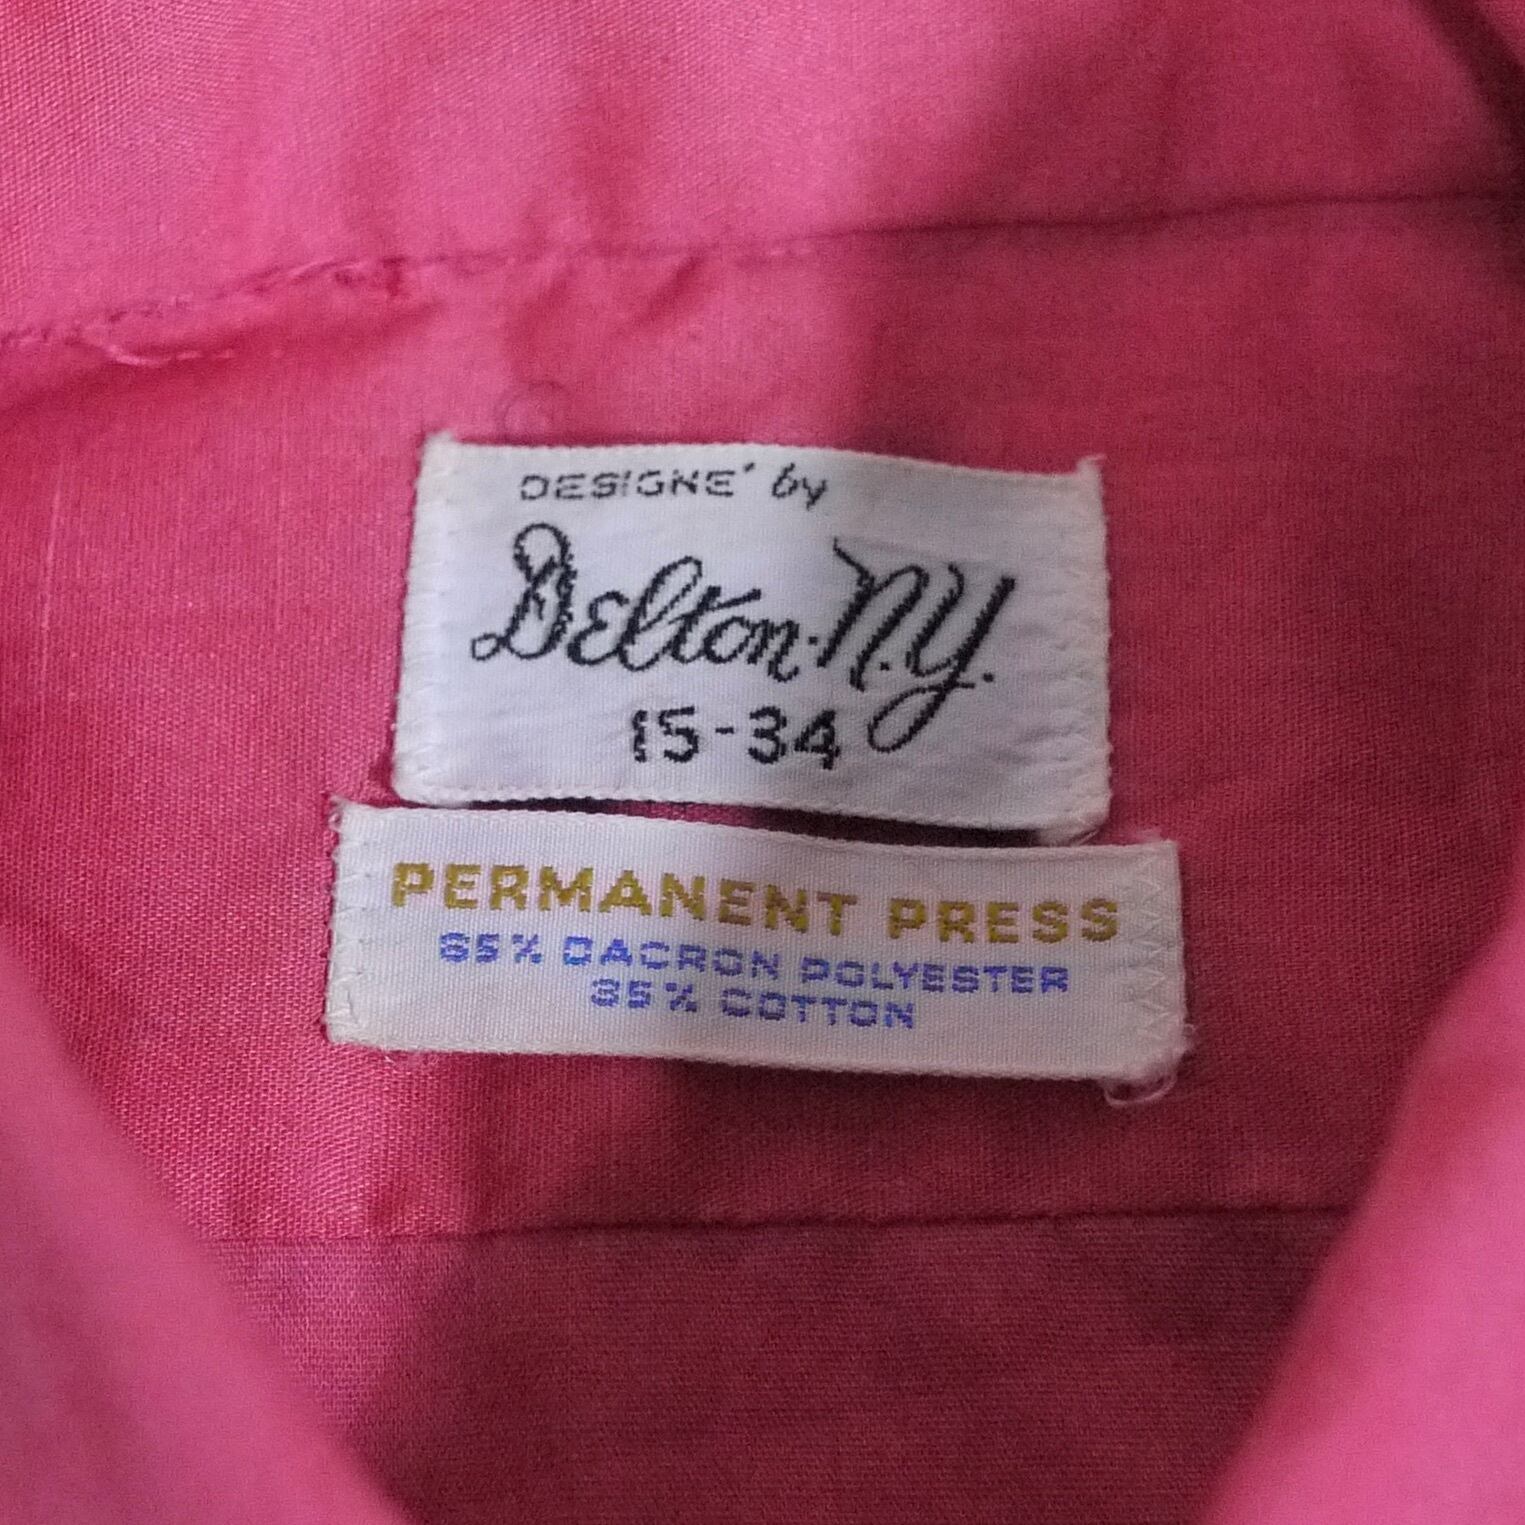 DESIGNE' by
Delton·N.Y.
15-34
PERMANENT PRESS
65% DACRON POLYESTER
35% COTTON